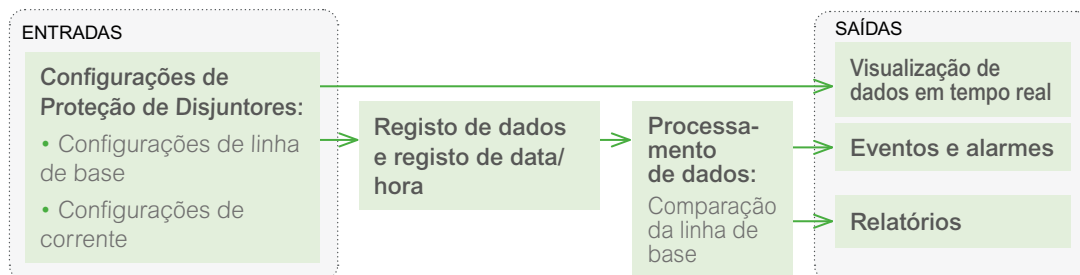 ENTRADAS
Configurações de
Proteção de Disjuntores:
• Configurações de linha
de base
• Configurações de
corrente
Registo de dados
e registo de data/
hora
Processa-
mento
de dados:
Comparação
da linha de
base
SAÍDAS
Visualização de
dados em tempo real
Eventos e alarmes
Relatórios